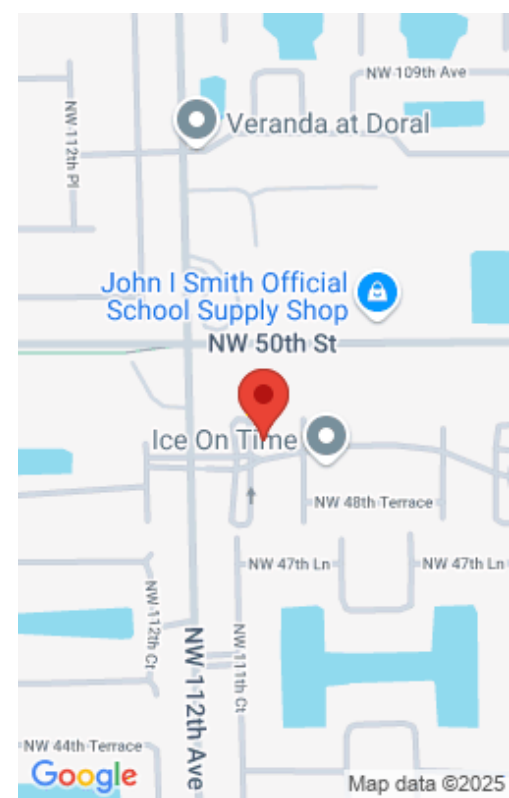 NW 109th Ave
NW 112th Pl
Veranda at Doral
John I Smith Official
School Supply Shop
NW 50th St
Ice On Time
NW 48th Terrace
NW 47th Ln
NW 47th Ln
NW 112th Ct
NW 111th Ct
NW 112th Ave
NW 44th Terrace
Google
Map data ©2025